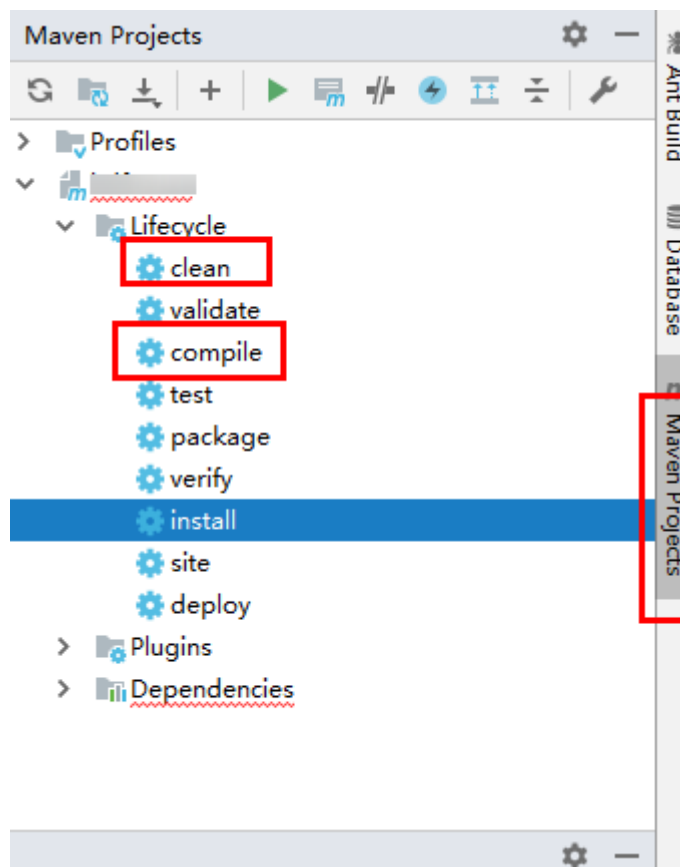 Maven Projects
Profiles
Lifecycle
clean
validate
compile
test
package
verify
install
site
deploy
Plugins
Dependencies
Ant Build
Database
Maven Projects